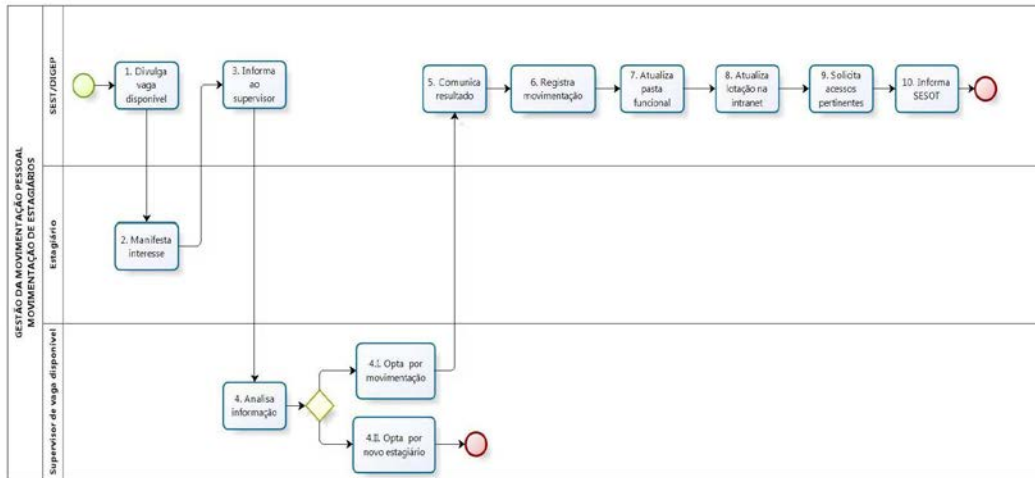 GESTÃO DA MOVIMENTAÇÃO PESSOAL
MOVIMENTAÇÃO DE ESTAGIÁRIOS
SEST/DIGEP
1. Divulga
vaga
disponível
3. Informa
ao
supervisor
5. Comunica
resultado
6. Registra
movimentação
7. Atualiza
pasta
funcional
8. Atualiza
lotação na
intranet
9. Solicita
acessos
pertinentes
10. Informa
SESOT
Estagiário
2. Manifesta
interesse
Supervisor de vaga disponível
4. Analisa
informação
4.I. Opta por
movimentação
4.II. Opta por
novo estagiário